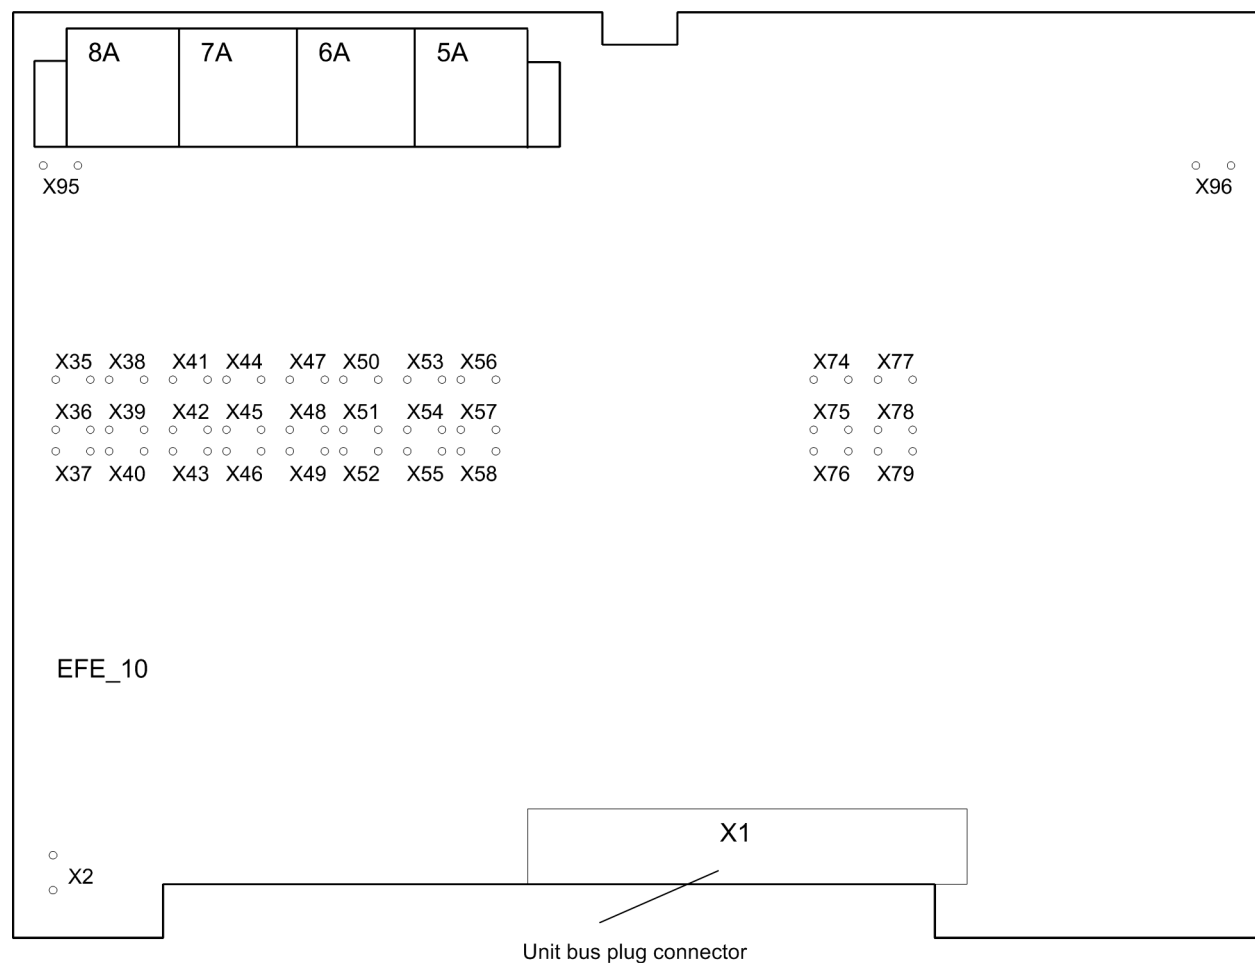 8A 7A 6A 5A
X95 X96
X35 X38 X41 X44 X47 X50 X53 X56 X74 X77
X36 X39 X42 X45 X48 X51 X54 X57 X75 X78
X37 X40 X43 X46 X49 X52 X55 X58 X76 X79
EFE_10
X1
X2
Unit bus plug connector